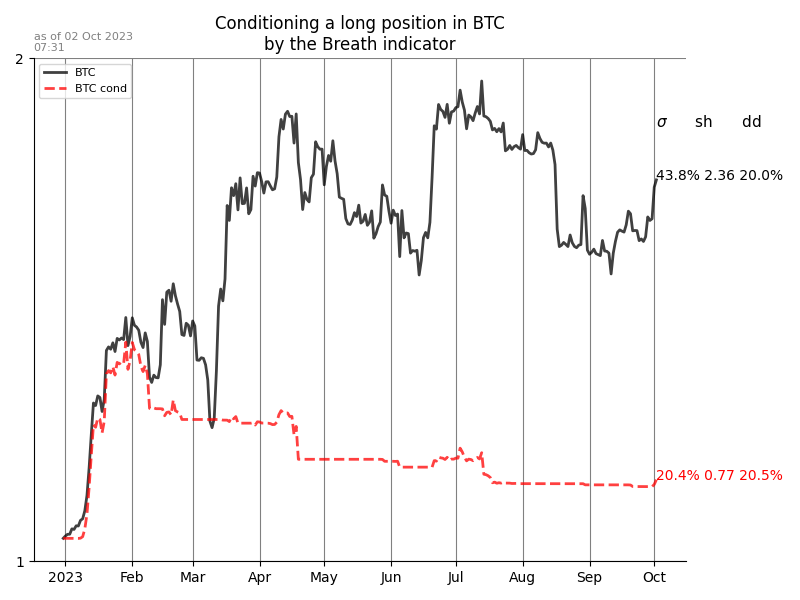 Conditioning a long position in BTC
by the Breath indicator
as of 02 Oct 2023
07:31
2
BTC
BTC cond
σ sh dd
43.8% 2.36 20.0%
20.4% 0.77 20.5%
1
2023 Feb Mar Apr May Jun Jul Aug Sep Oct